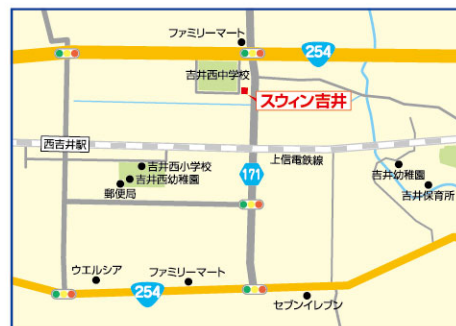 ファミリーマート
254
吉井西中学校
スウィン吉井
西吉井駅
上信電鉄線
吉井西小学校
171
吉井幼稚園
吉井西幼稚園
郵便局
吉井保育所
ウエルシア
ファミリーマート
254
セブンイレブン